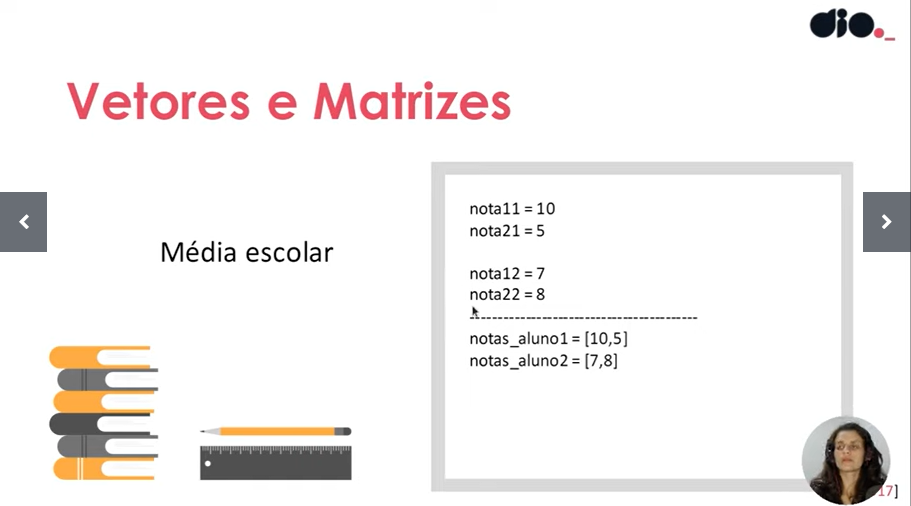 dio._
Vetores e Matrizes
Média escolar
nota11 = 10
nota21 = 5
nota12 = 7
nota22 = 8
------------------------------------------
notas_aluno1 = [10,5]
notas_aluno2 = [7,8]
17]